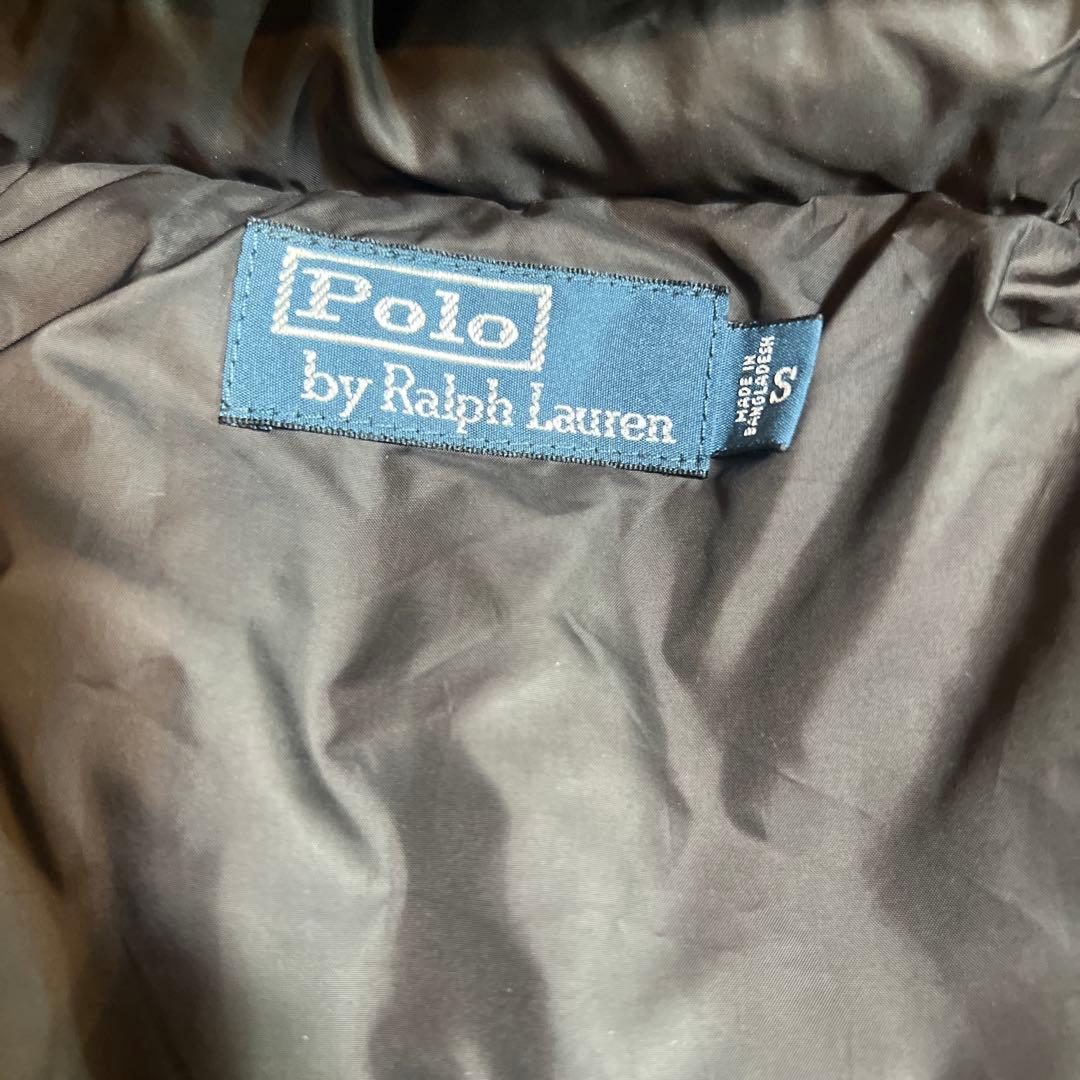 Polo
by Ralph Lauren
MADE IN
BANGLADESH
S